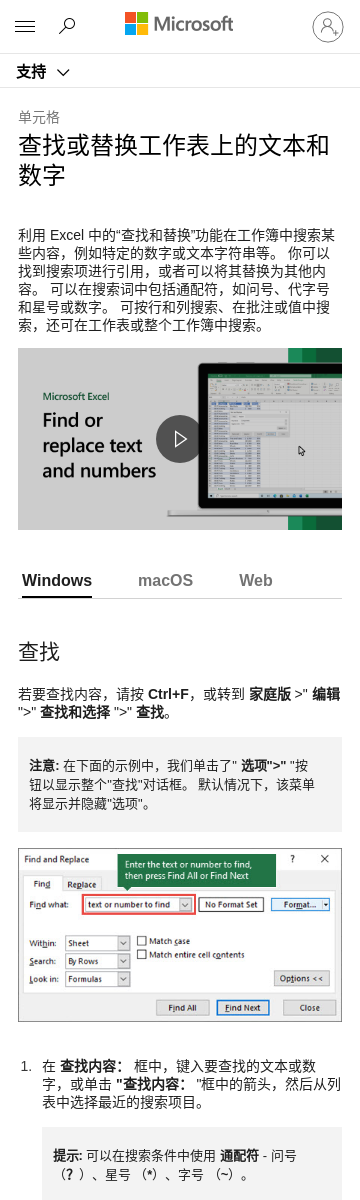 Microsoft
支持
单元格
查找或替换工作表上的文本和
数字
利用 Excel 中的“查找和替换”功能在工作簿中搜索某
些内容，例如特定的数字或文本字符串等。 你可以
找到搜索项进行引用，或者可以将其替换为其他内
容。 可以在搜索词中包括通配符，如问号、代字号
和星号或数字。 可按行和列搜索、在批注或值中搜
索，还可在工作表或整个工作簿中搜索。
Microsoft Excel
Find or
replace text
and numbers
Windows macOS Web
查找
若要查找内容，请按 Ctrl+F，或转到 家庭版 >" 编辑
">" 查找和选择 ">" 查找。
注意: 在下面的示例中，我们单击了" 选项">" "按
钮以显示整个"查找"对话框。 默认情况下，该菜单
将显示并隐藏"选项"。
Find and Replace ? ×
Enter the text or number to find,
then press Find All or Find Next
Find Replace
Find what: text or number to find No Format Set Format...
Within: Sheet Match case
Search: By Rows Match entire cell contents
Look in: Formulas Options <<
Find All Find Next Close
1. 在 查找内容： 框中，键入要查找的文本或数
字，或单击 "查找内容： "框中的箭头，然后从列
表中选择最近的搜索项目。
提示: 可以在搜索条件中使用 通配符 - 问号
（？）、星号 （*）、字号 （~）。